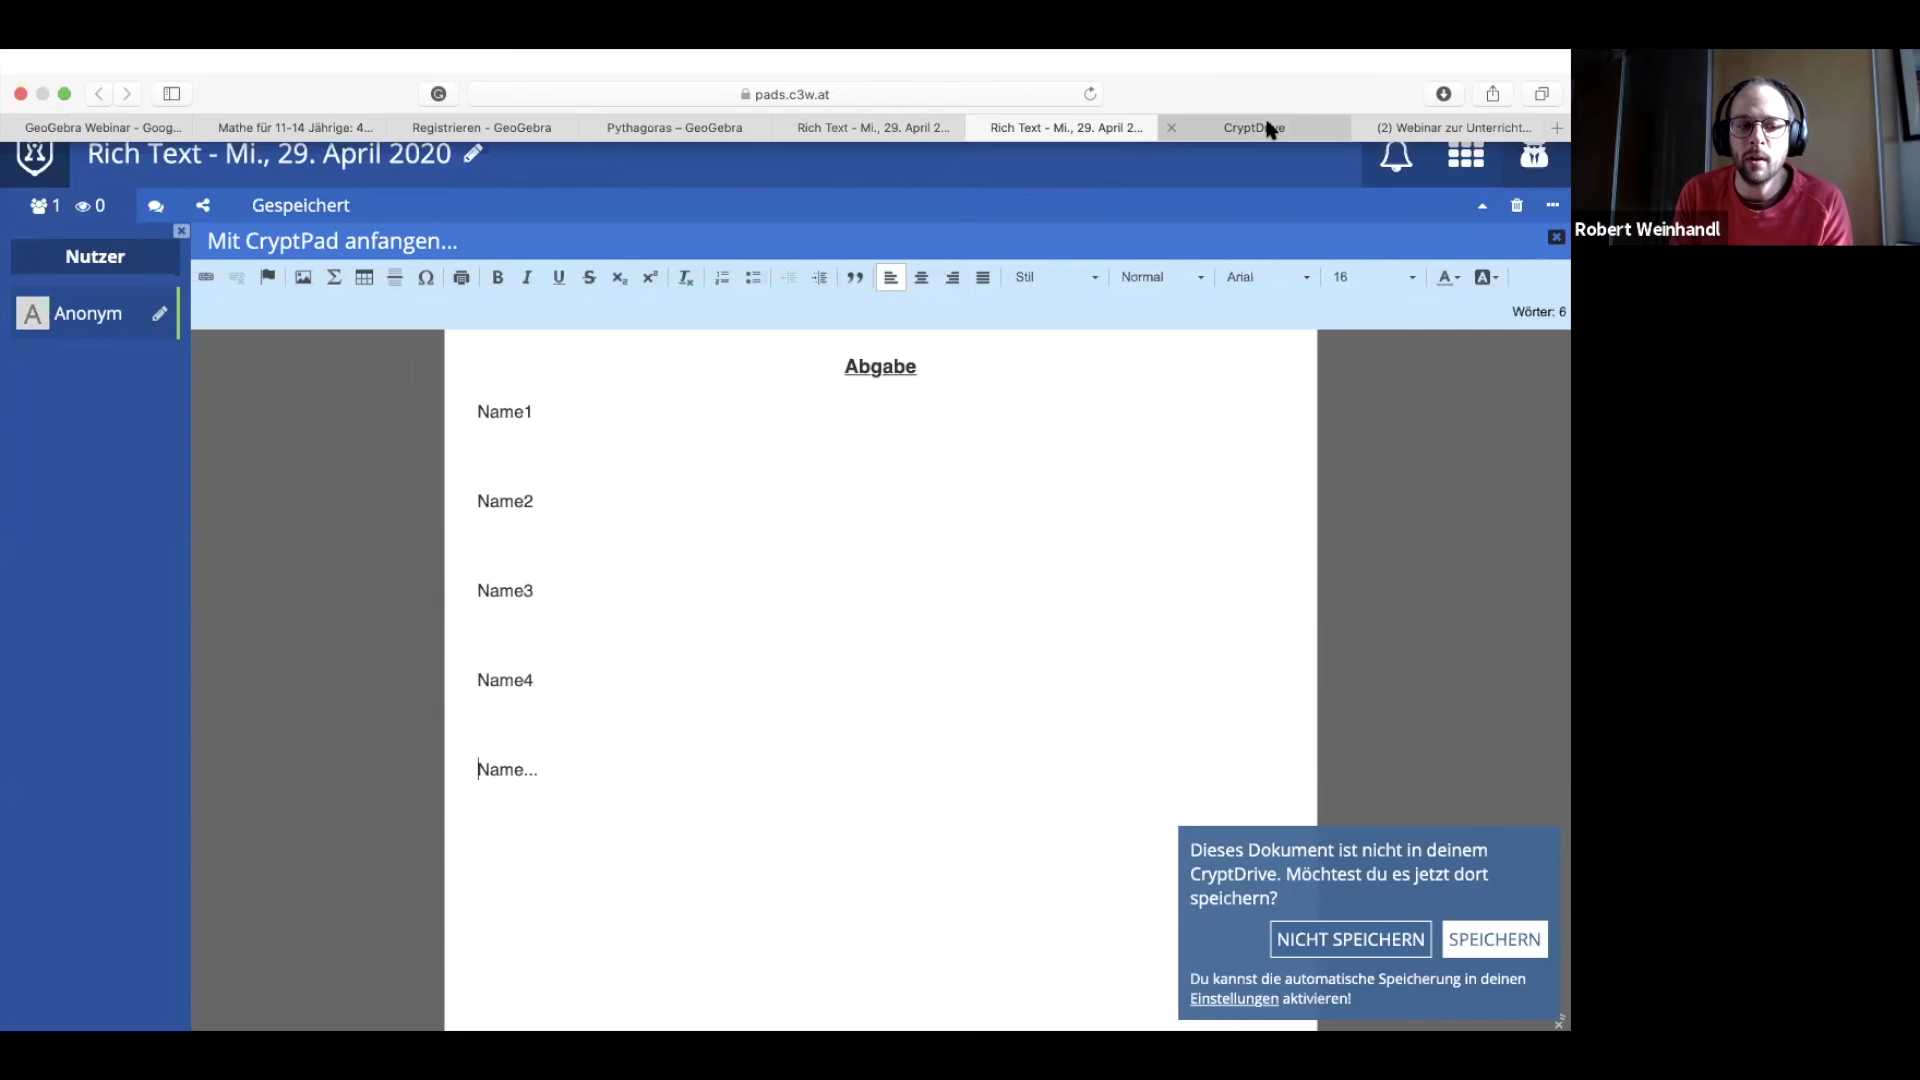 pads.c3w.at
GeoGebra Webinar - Goog...
Mathe für 11-14 Jährige: 4...
Registrieren - GeoGebra
Pythagoras – GeoGebra
Rich Text - Mi., 29. April 2...
Rich Text - Mi., 29. April 2...
CryptDrive
(2) Webinar zur Unterricht...
Rich Text - Mi., 29. April 2020
1 0 Gespeichert
Nutzer
Mit CryptPad anfangen...
A Anonym
Stil Normal Arial 16
Wörter: 6
Abgabe
Name1
Name2
Name3
Name4
Name...
Dieses Dokument ist nicht in deinem
CryptDrive. Möchtest du es jetzt dort
speichern?
NICHT SPEICHERN SPEICHERN
Du kannst die automatische Speicherung in deinen
Einstellungen aktivieren!
Robert Weinhandl